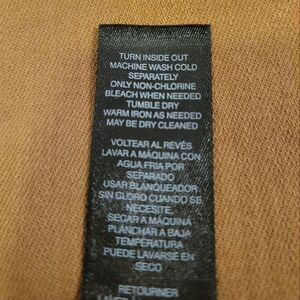 TURN INSIDE OUT
MACHINE WASH COLD
SEPARATELY
ONLY NON-CHLORINE
BLEACH WHEN NEEDED
TUMBLE DRY
WARM IRON AS NEEDED
MAY BE DRY CLEANED
VOLTEAR AL REVÉS
LAVAR A MÁQUINA CON
AGUA FRIA POR
SEPARADO
USAR BLANQUEADOR
SIN CLORO CUANDO SE
NECESITE
SECAR A MÁQUINA
PLANCHAR A BAJA
TEMPERATURA
PUEDE LAVARSE EN
SECO
RETOURNER